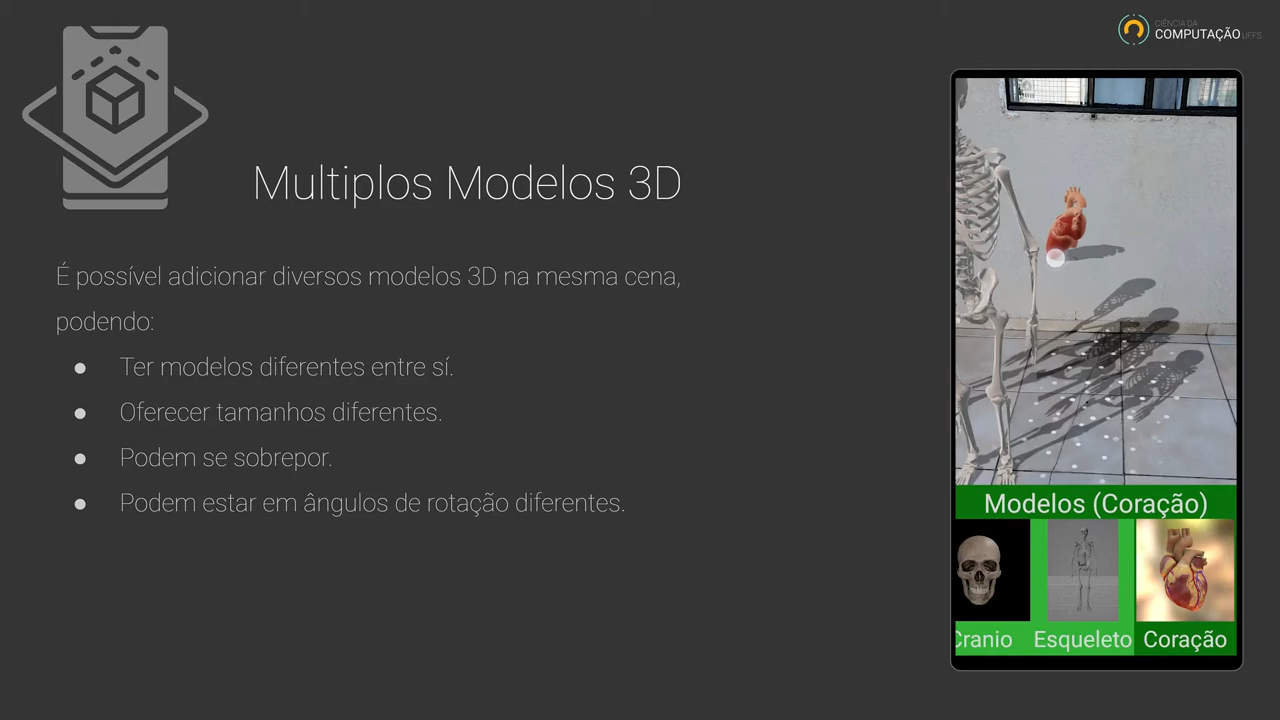 CIÊNCIA DA
COMPUTAÇÃO UFFS
Multiplos Modelos 3D
É possível adicionar diversos modelos 3D na mesma cena,
podendo:
● Ter modelos diferentes entre sí.
● Oferecer tamanhos diferentes.
● Podem se sobrepor.
● Podem estar em ângulos de rotação diferentes.
Modelos (Coração)
Cranio Esqueleto Coração